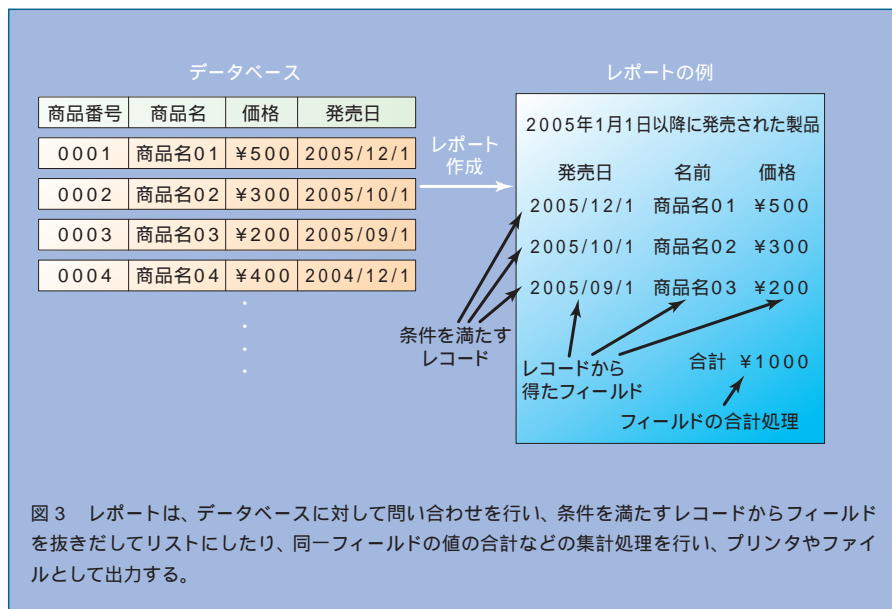 データベース
商品番号 商品名 価格 発売日
0001 商品名01 ¥500 2005/12/1
0002 商品名02 ¥300 2005/10/1
0003 商品名03 ¥200 2005/09/1
0004 商品名04 ¥400 2004/12/1
レポート
作成
レポートの例
2005年1月1日以降に発売された製品
発売日 名前 価格
2005/12/1 商品名01 ¥500
2005/10/1 商品名02 ¥300
2005/09/1 商品名03 ¥200
合計 ¥1000
条件を満たす
レコード
レコードから
得たフィールド
フィールドの合計処理
図3 レポートは、データベースに対して問い合わせを行い、条件を満たすレコードからフィールド
を抜きだしてリストにしたり、同一フィールドの値の合計などの集計処理を行い、プリンタやファイ
ルとして出力する。